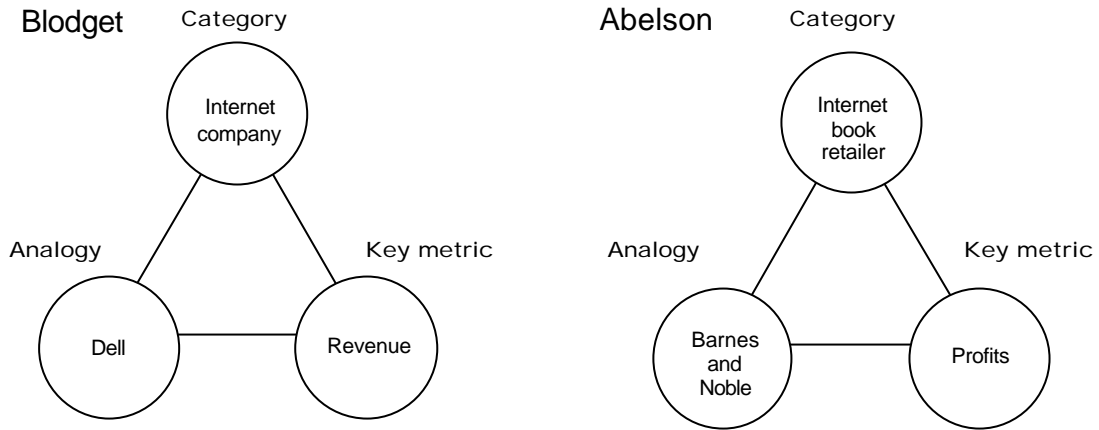 Blodget
Category
Internet
company
Analogy
Key metric
Dell
Revenue
Abelson
Category
Internet
book
retailer
Analogy
Key metric
Barnes
and
Noble
Profits